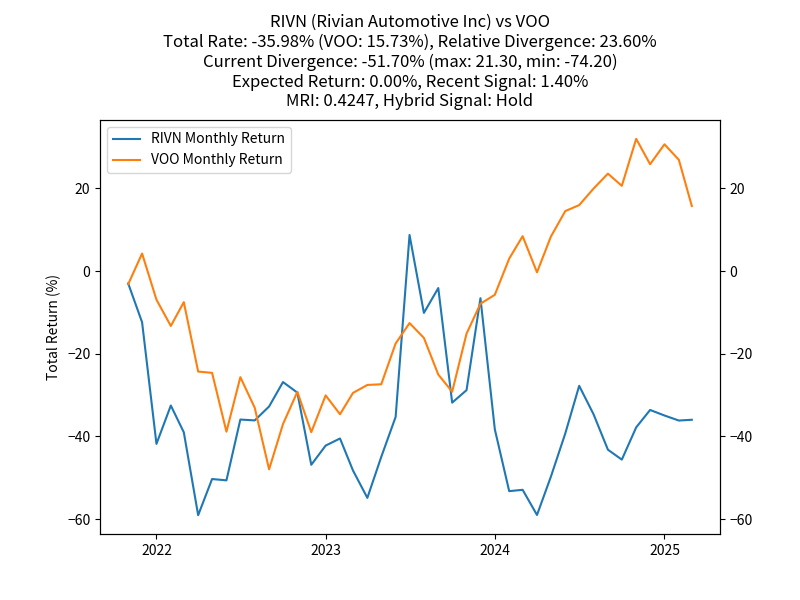 RIVN (Rivian Automotive Inc) vs VOO
Total Rate: -35.98% (VOO: 15.73%), Relative Divergence: 23.60%
Current Divergence: -51.70% (max: 21.30, min: -74.20)
Expected Return: 0.00%, Recent Signal: 1.40%
MRI: 0.4247, Hybrid Signal: Hold
RIVN Monthly Return
VOO Monthly Return
Total Return (%)
20 20
0 0
−20 −20
−40 −40
−60 −60
2022 2023 2024 2025